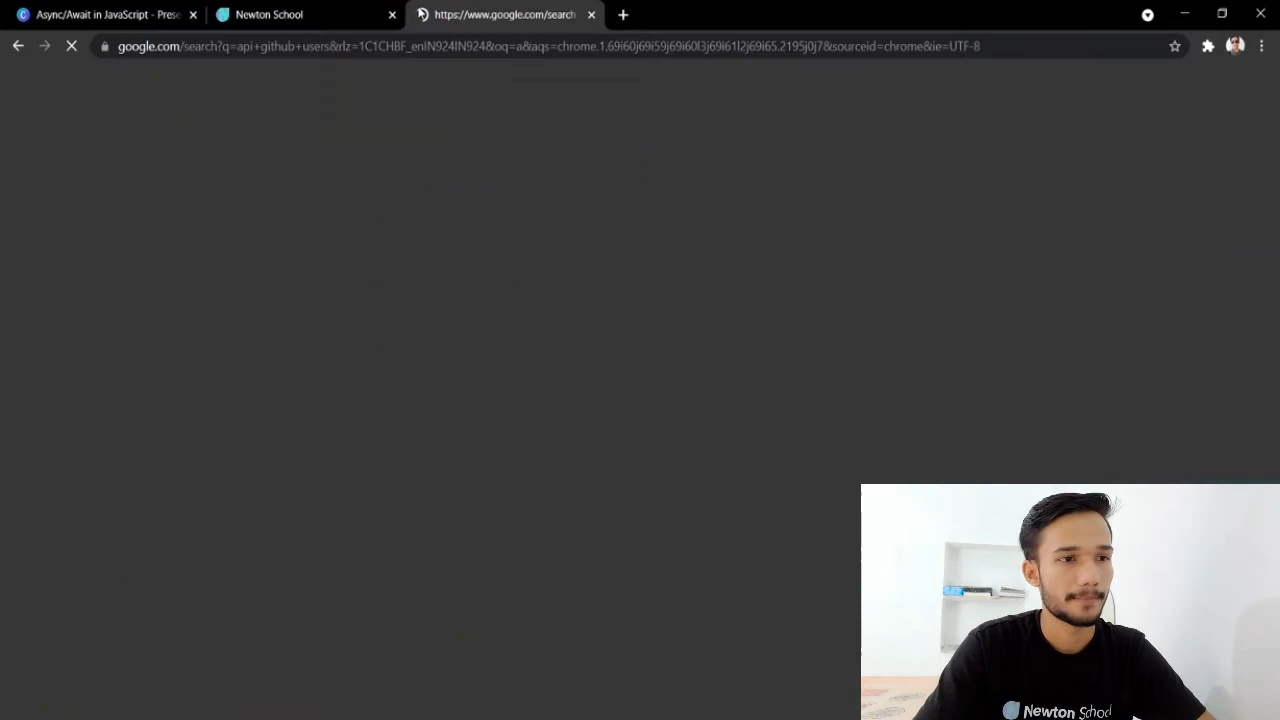 Async/Await in JavaScript - Prese
Newton School
https://www.google.com/search
google.com/search?q=api+github+users&rlz=1C1CHBF_enIN924IN924&oq=a&aqs=chrome.1.69i60j69i59j69i60l3j69i61l2j69i65.2195j0j7&sourceid=chrome&ie=UTF-8
Newton School